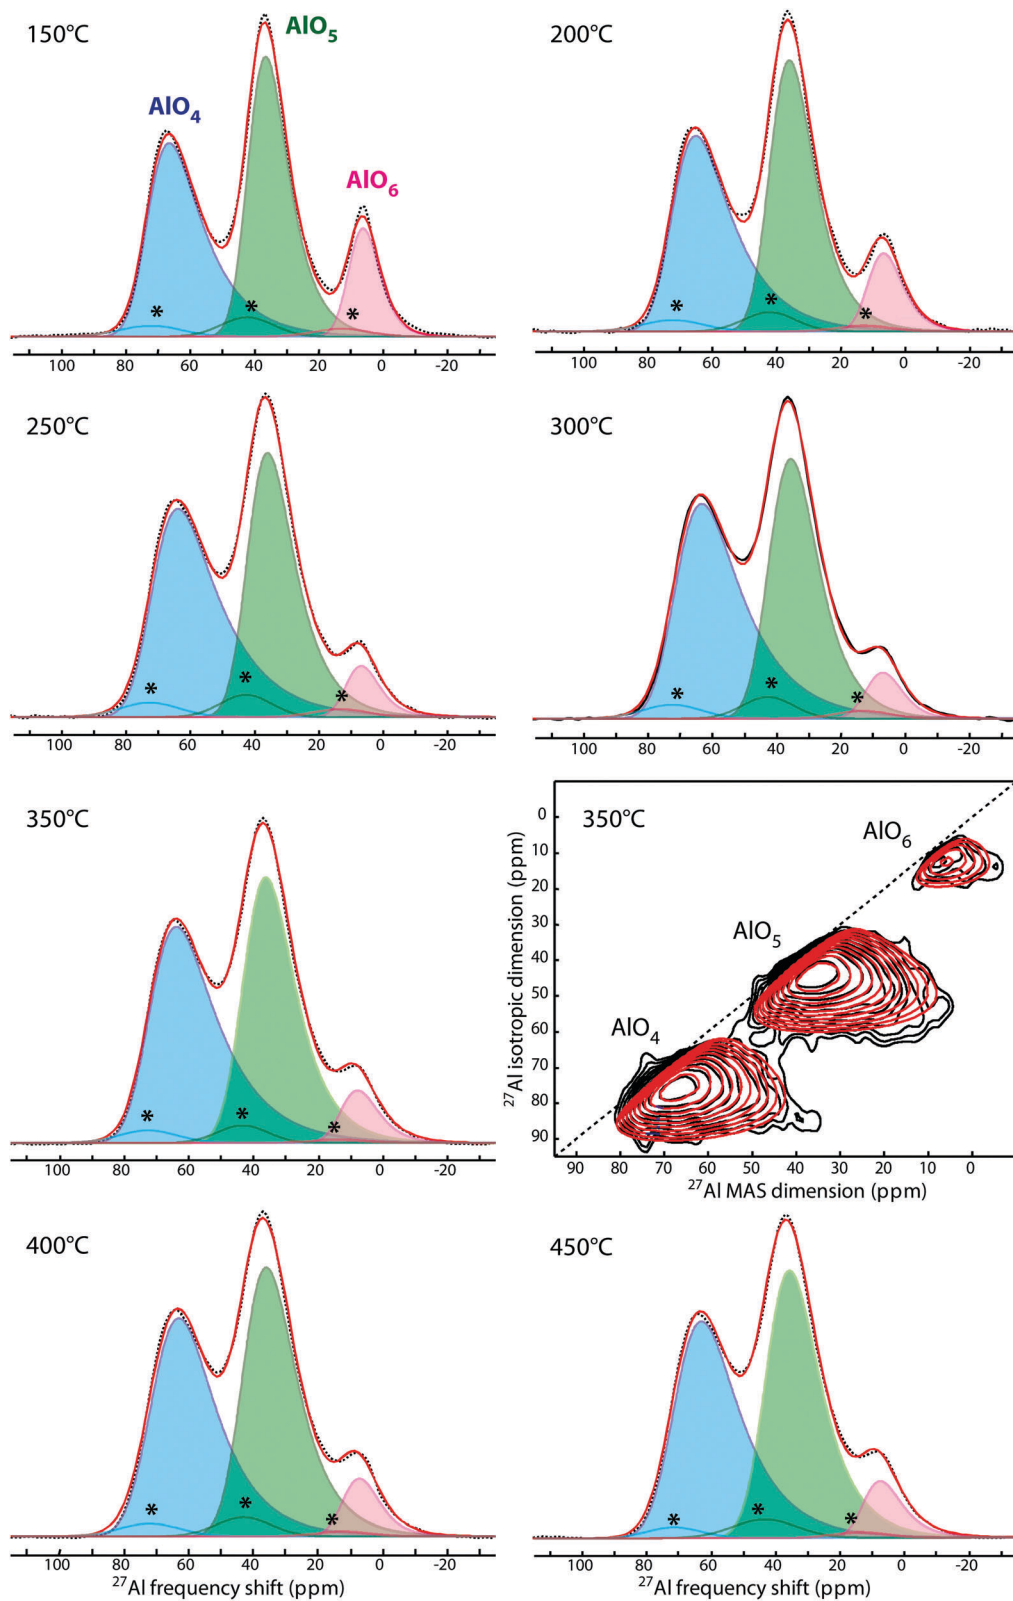 150°C
AlO₅
AlO₄
AlO₆
* * *
100 80 60 40 20 0 -20
200°C
* * *
100 80 60 40 20 0 -20
250°C
* * *
100 80 60 40 20 0 -20
300°C
* * *
100 80 60 40 20 0 -20
350°C
* * *
100 80 60 40 20 0 -20
350°C
AlO₆
AlO₅
AlO₄
²⁷Al isotropic dimension (ppm)
0
10
20
30
40
50
60
70
80
90
90 80 70 60 50 40 30 20 10 0
²⁷Al MAS dimension (ppm)
400°C
* * *
100 80 60 40 20 0 -20
²⁷Al frequency shift (ppm)
450°C
* * *
100 80 60 40 20 0 -20
²⁷Al frequency shift (ppm)